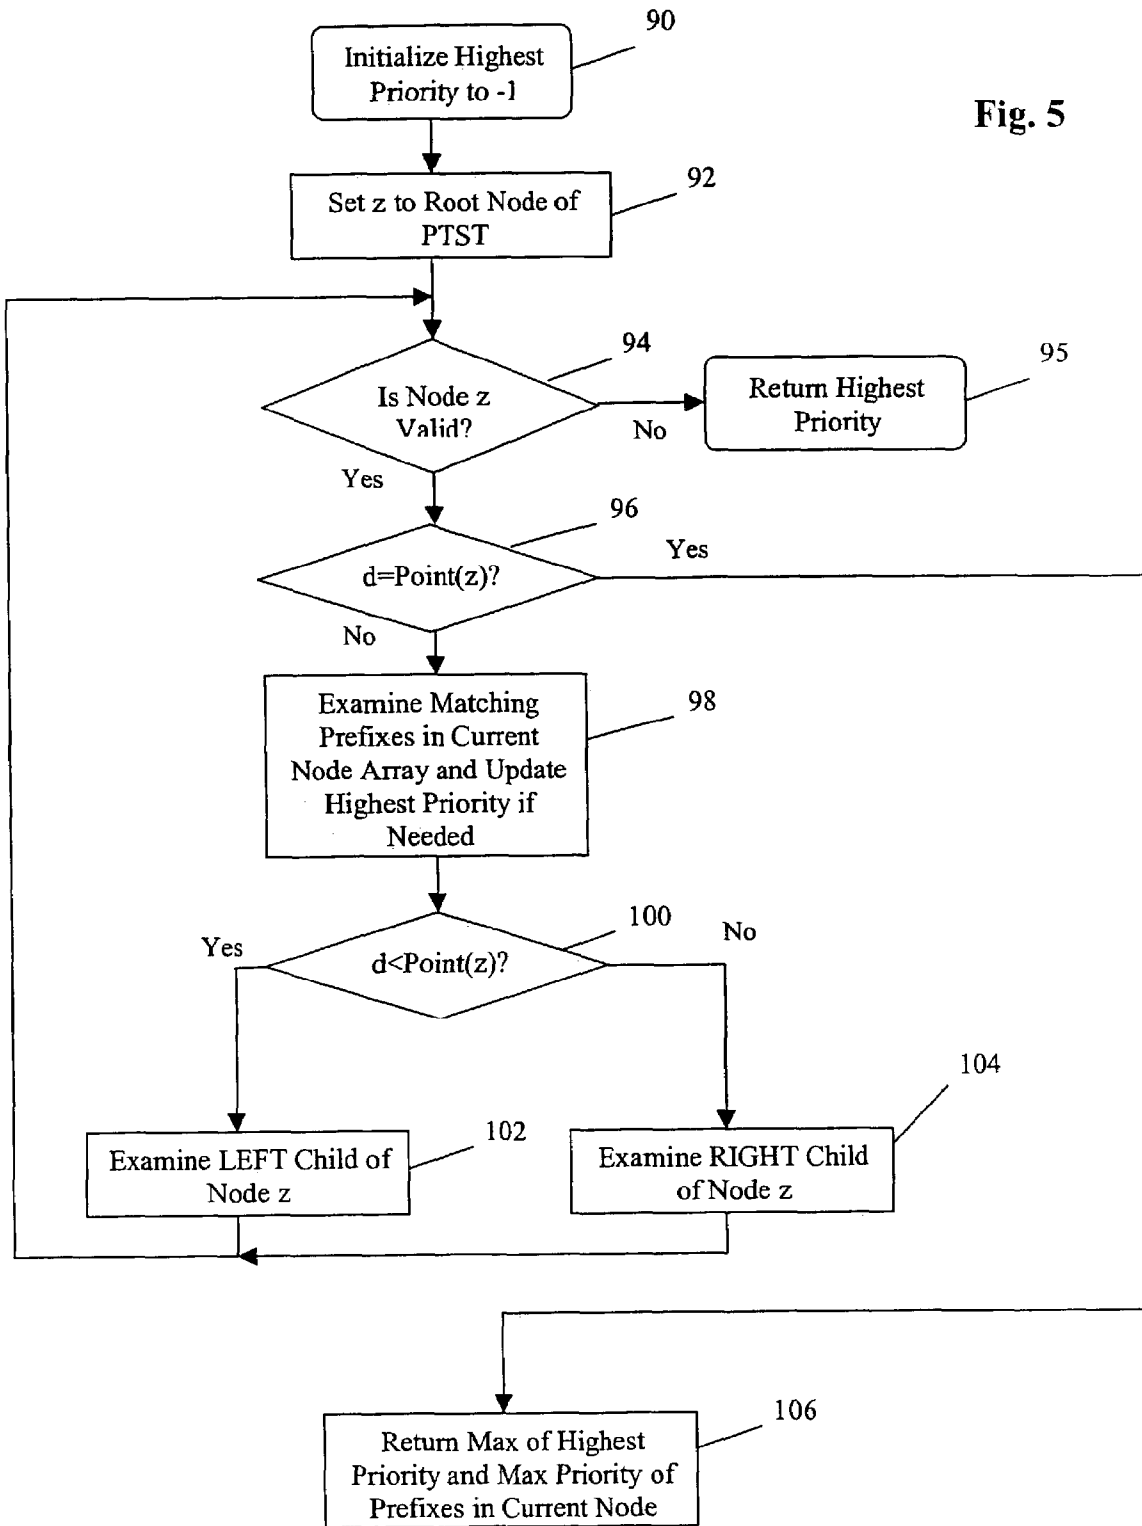 90
Initialize Highest
Priority to -1
Fig. 5
92
Set z to Root Node of
PTST
94
Is Node z
Valid?
No
95
Return Highest
Priority
Yes
96
d=Point(z)?
Yes
No
98
Examine Matching
Prefixes in Current
Node Array and Update
Highest Priority if
Needed
100
Yes
d<Point(z)?
No
104
102
Examine LEFT Child of
Node z
Examine RIGHT Child
of Node z
106
Return Max of Highest
Priority and Max Priority of
Prefixes in Current Node